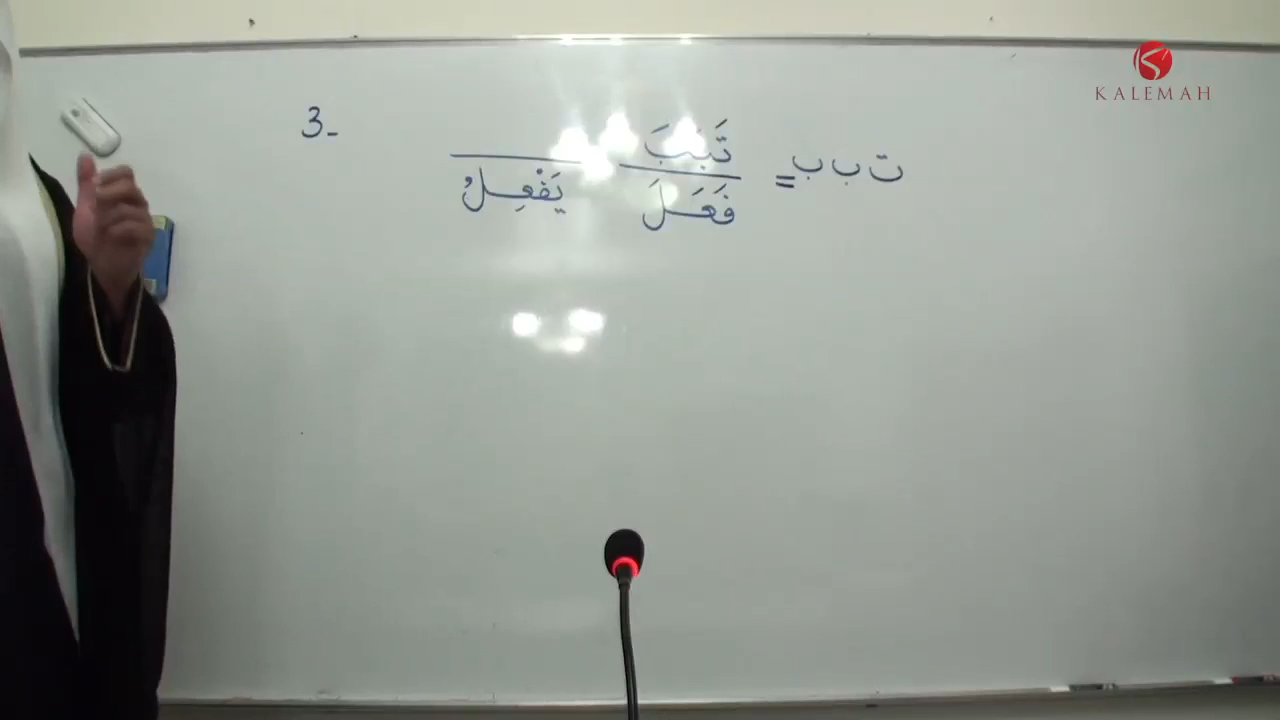 KALEMAH
3-
ت ب ب = تَبَبَ
فَعَلَ يَفْعِلُ